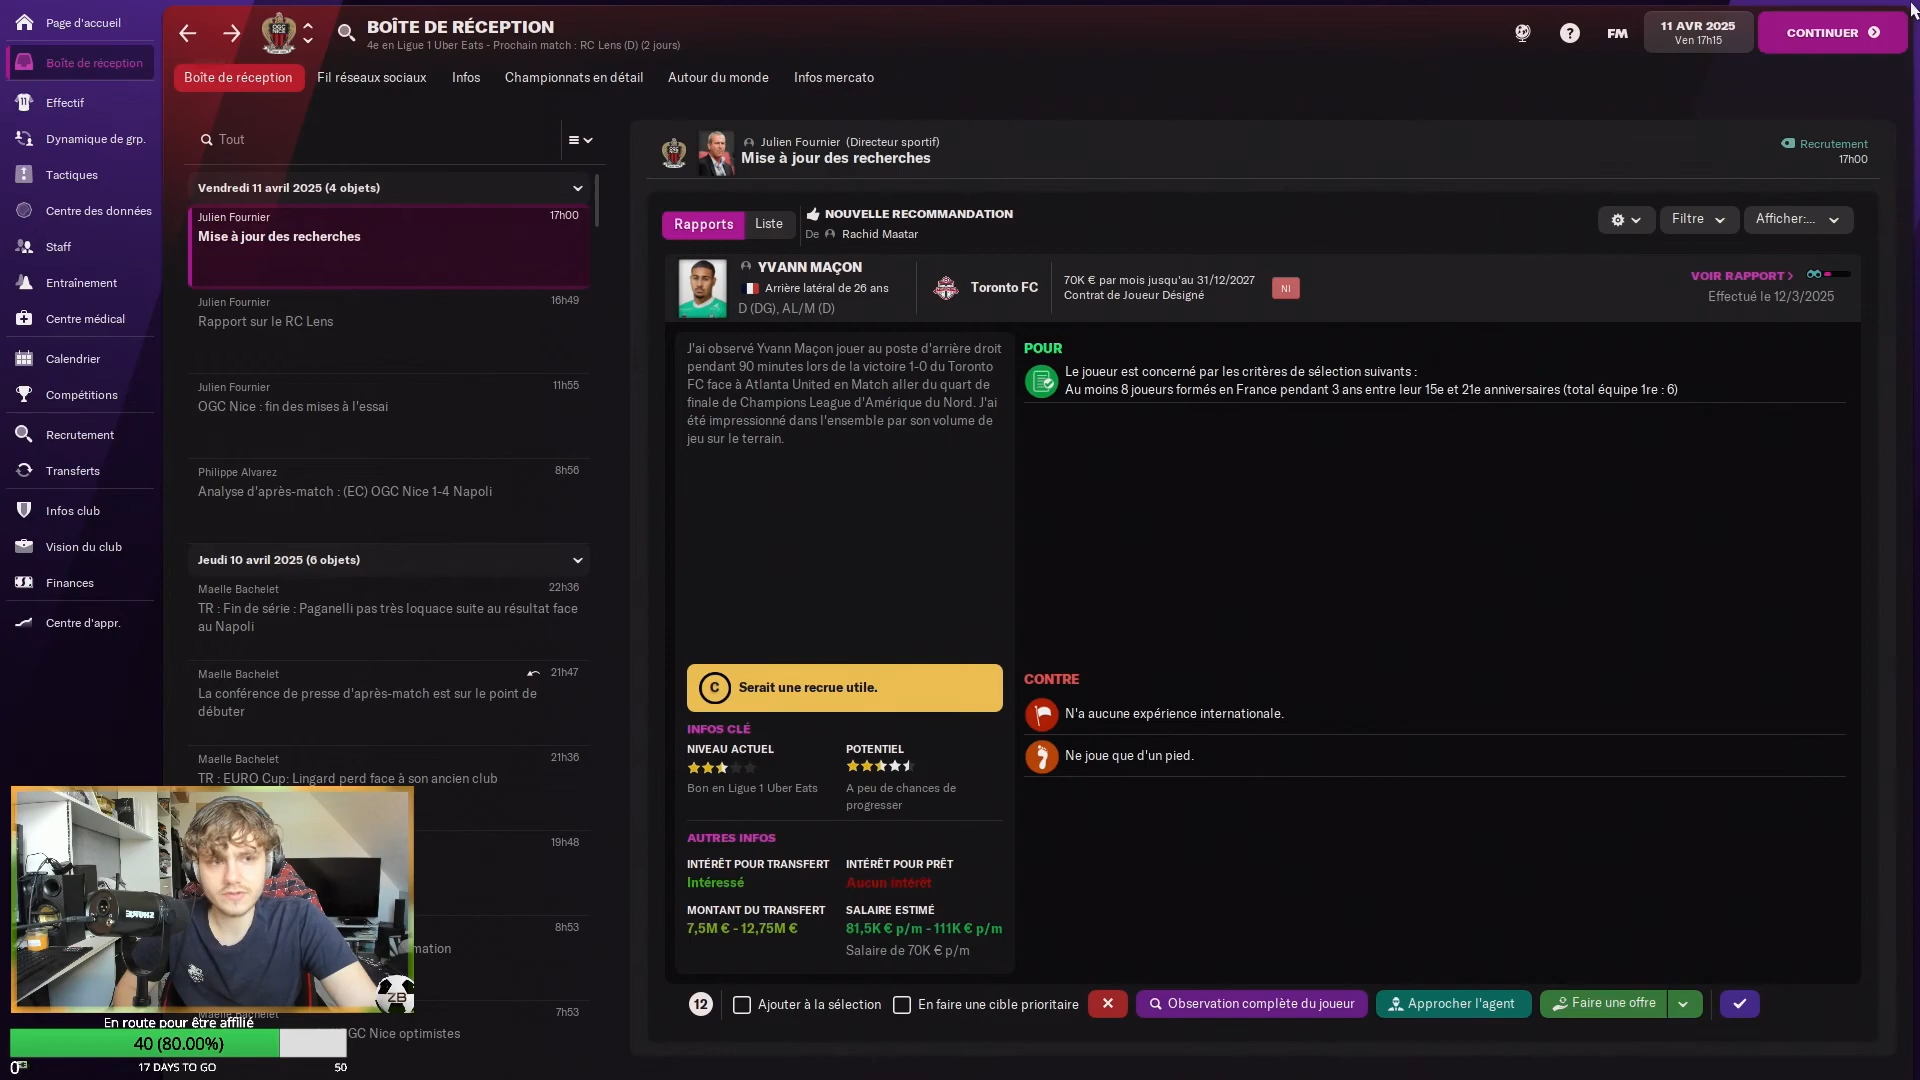 Page d'accueil
Boîte de réception
Effectif
Dynamique de grp.
Tactiques
Centre des données
Staff
Entraînement
Centre médical
Calendrier
Compétitions
Recrutement
Transferts
Infos club
Vision du club
Finances
Centre d'appr.
BOÎTE DE RÉCEPTION
4e en Ligue 1 Uber Eats - Prochain match : RC Lens (D) (2 jours)
FM
11 AVR 2025
Ven 17h15
CONTINUER
Boîte de réception
Fil réseaux sociaux
Infos
Championnats en détail
Autour du monde
Infos mercato
Tout
Vendredi 11 avril 2025 (4 objets)
Julien Fournier 17h00
Mise à jour des recherches
Julien Fournier 16h49
Rapport sur le RC Lens
Julien Fournier 11h55
OGC Nice : fin des mises à l'essai
Philippe Alvarez 8h56
Analyse d'après-match : (EC) OGC Nice 1-4 Napoli
Jeudi 10 avril 2025 (6 objets)
Maelle Bachelet 22h36
TR : Fin de série : Paganelli pas très loquace suite au résultat face
au Napoli
Maelle Bachelet 21h47
La conférence de presse d'après-match est sur le point de
débuter
Maelle Bachelet 21h36
TR : EURO Cup: Lingard perd face à son ancien club
19h48
8h53
mation
Maelle Bachelet 7h53
GC Nice optimistes
SHURE
ZB
En route pour être affilié
40 (80.00%)
0 17 DAYS TO GO 50
Julien Fournier (Directeur sportif)
Mise à jour des recherches
Recrutement
17h00
Rapports
Liste
NOUVELLE RECOMMANDATION
De Rachid Maatar
Filtre
Afficher:...
YVANN MAÇON
Arrière latéral de 26 ans
D (DG), AL/M (D)
Toronto FC
70K € par mois jusqu'au 31/12/2027
Contrat de Joueur Désigné
NI
VOIR RAPPORT >
Effectué le 12/3/2025
J'ai observé Yvann Maçon jouer au poste d'arrière droit
pendant 90 minutes lors de la victoire 1-0 du Toronto
FC face à Atlanta United en Match aller du quart de
finale de Champions League d'Amérique du Nord. J'ai
été impressionné dans l'ensemble par son volume de
jeu sur le terrain.
C Serait une recrue utile.
INFOS CLÉ
NIVEAU ACTUEL
Bon en Ligue 1 Uber Eats
POTENTIEL
A peu de chances de
progresser
AUTRES INFOS
INTÉRÊT POUR TRANSFERT
Intéressé
INTÉRÊT POUR PRÊT
Aucun intérêt
MONTANT DU TRANSFERT
7,5M € - 12,75M €
SALAIRE ESTIMÉ
81,5K € p/m - 111K € p/m
Salaire de 70K € p/m
POUR
Le joueur est concerné par les critères de sélection suivants :
Au moins 8 joueurs formés en France pendant 3 ans entre leur 15e et 21e anniversaires (total équipe 1re : 6)
CONTRE
N'a aucune expérience internationale.
Ne joue que d'un pied.
12
Ajouter à la sélection
En faire une cible prioritaire
Observation complète du joueur
Approcher l'agent
Faire une offre